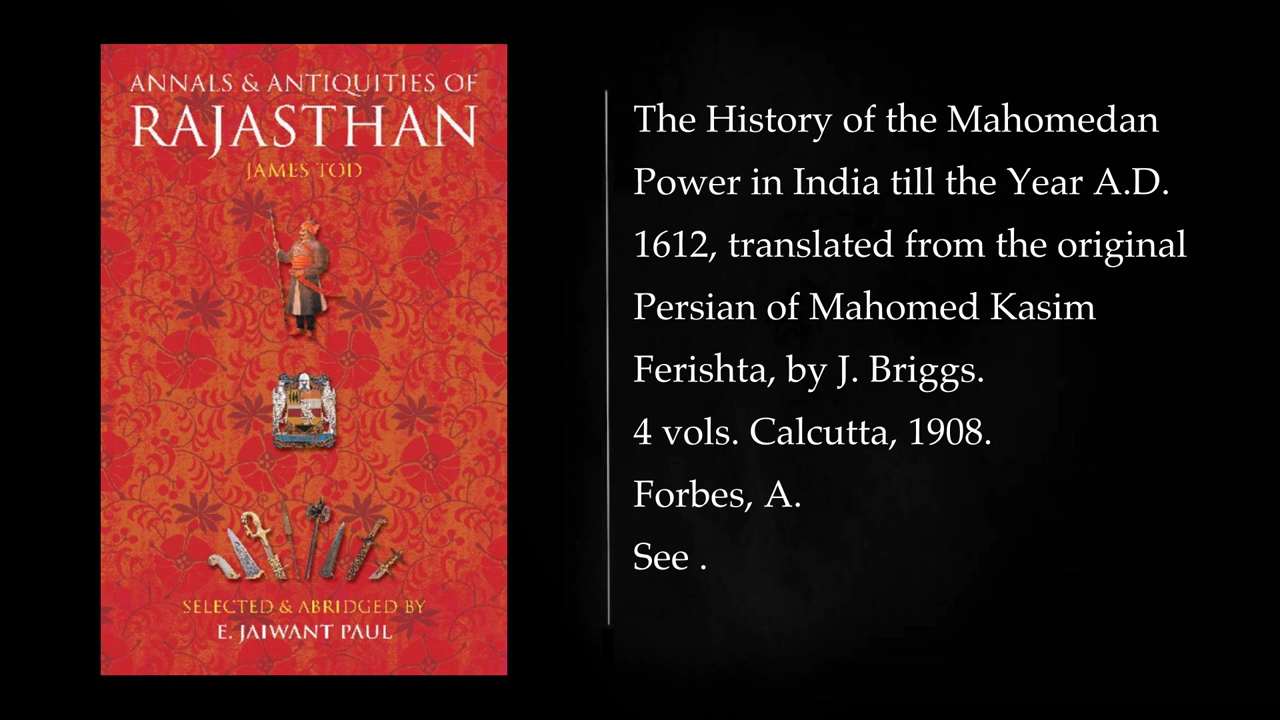 ANNALS & ANTIQUITIES OF
RAJASTHAN
JAMES TOD
SELECTED & ABRIDGED BY
E. JAIWANT PAUL
The History of the Mahomedan
Power in India till the Year A.D.
1612, translated from the original
Persian of Mahomed Kasim
Ferishta, by J. Briggs.
4 vols. Calcutta, 1908.
Forbes, A.
See .